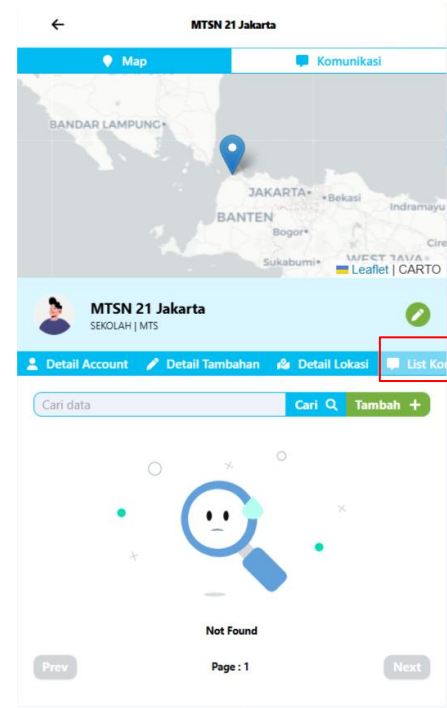 MTSN 21 Jakarta
Map
Komunikasi
BANDAR LAMPUNG
JAKARTA
Bekasi
Indramayu
BANTEN
Bogor
Sukabumi
WEST JAVA
Leaflet | CARTO
MTSN 21 Jakarta
SEKOLAH | MTS
Detail Account
Detail Tambahan
Detail Lokasi
List
Cari data
Cari
Tambah +
Not Found
Prev
Page : 1
Next